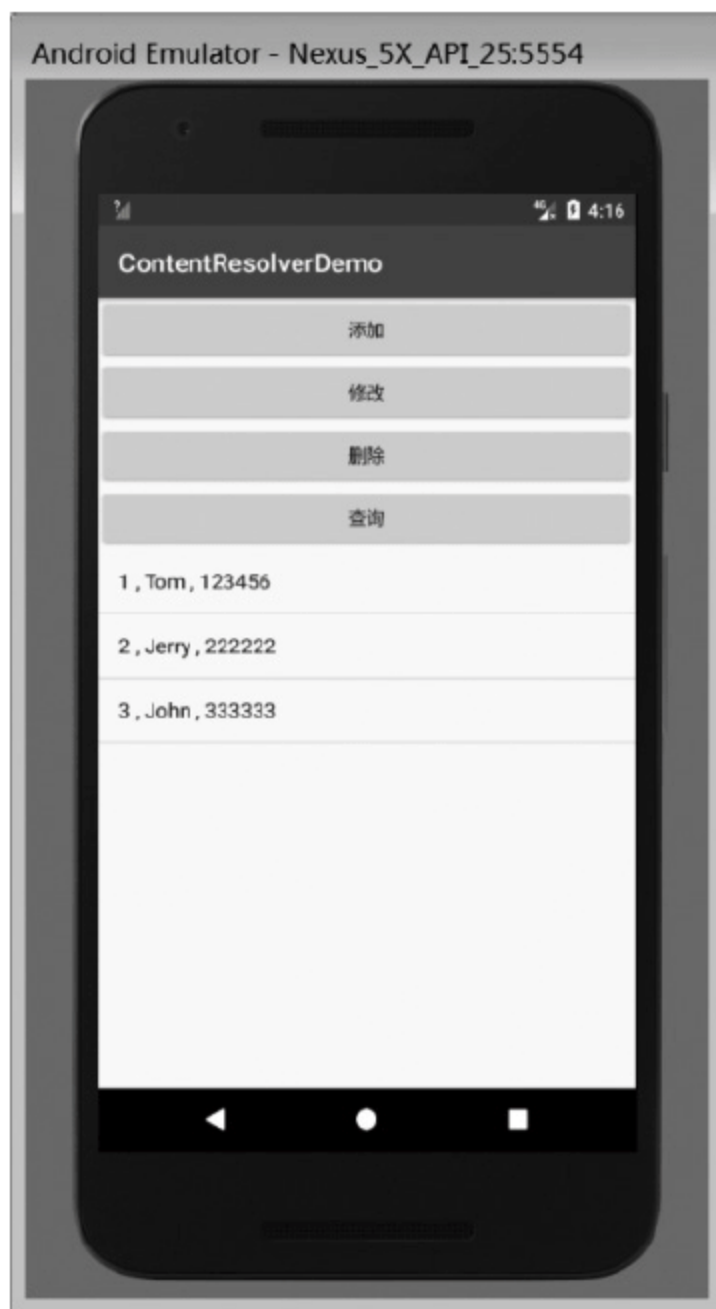 Android Emulator - Nexus_5X_API_25:5554
4G 4:16
ContentResolverDemo
添加
修改
删除
查询
1 , Tom , 123456
2 , Jerry , 222222
3 , John , 333333